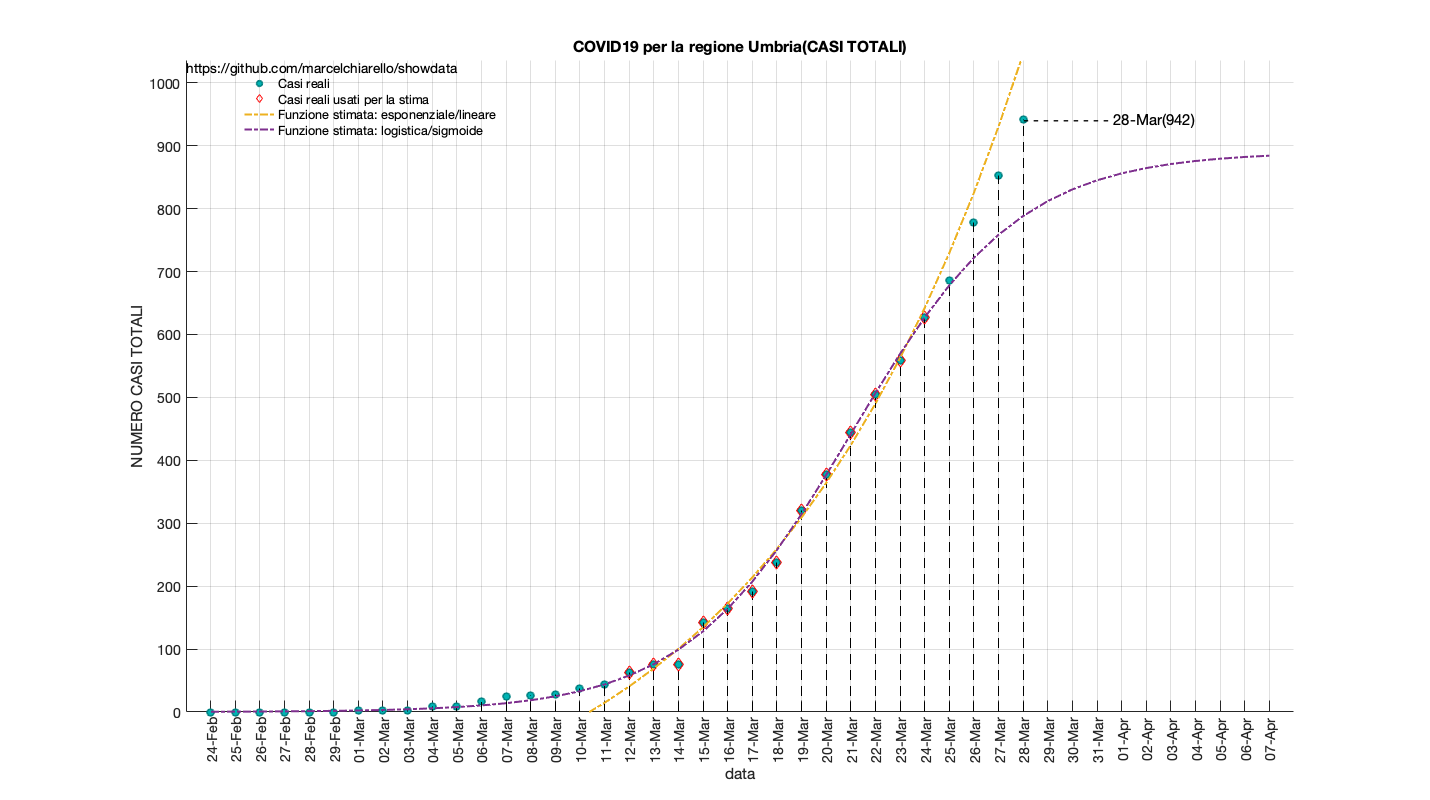 COVID19 per la regione Umbria(CASI TOTALI)
https://github.com/marcelchiarello/showdata
Casi reali
Casi reali usati per la stima
Funzione stimata: esponenziale/lineare
Funzione stimata: logistica/sigmoide
28-Mar(942)
NUMERO CASI TOTALI
1000
900
800
700
600
500
400
300
200
100
0
24-Feb
25-Feb
26-Feb
27-Feb
28-Feb
29-Feb
01-Mar
02-Mar
03-Mar
04-Mar
05-Mar
06-Mar
07-Mar
08-Mar
09-Mar
10-Mar
11-Mar
12-Mar
13-Mar
14-Mar
15-Mar
16-Mar
17-Mar
18-Mar
19-Mar
20-Mar
21-Mar
22-Mar
23-Mar
24-Mar
25-Mar
26-Mar
27-Mar
28-Mar
29-Mar
30-Mar
31-Mar
01-Apr
02-Apr
03-Apr
04-Apr
05-Apr
06-Apr
07-Apr
data